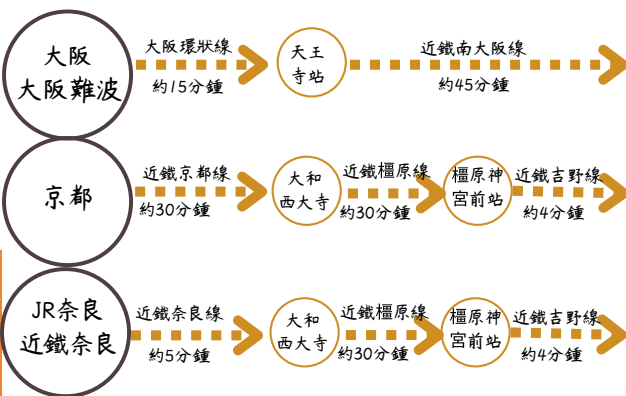 大阪
大阪難波
大阪環狀線
約15分鐘
天王
寺站
近鐵南大阪線
約45分鐘
京都
近鐵京都線
約30分鐘
大和
西大寺
近鐵橿原線
約30分鐘
橿原神
宮前站
近鐵吉野線
約4分鐘
JR奈良
近鐵奈良
近鐵奈良線
約5分鐘
大和
西大寺
近鐵橿原線
約30分鐘
橿原神
宮前站
近鐵吉野線
約4分鐘